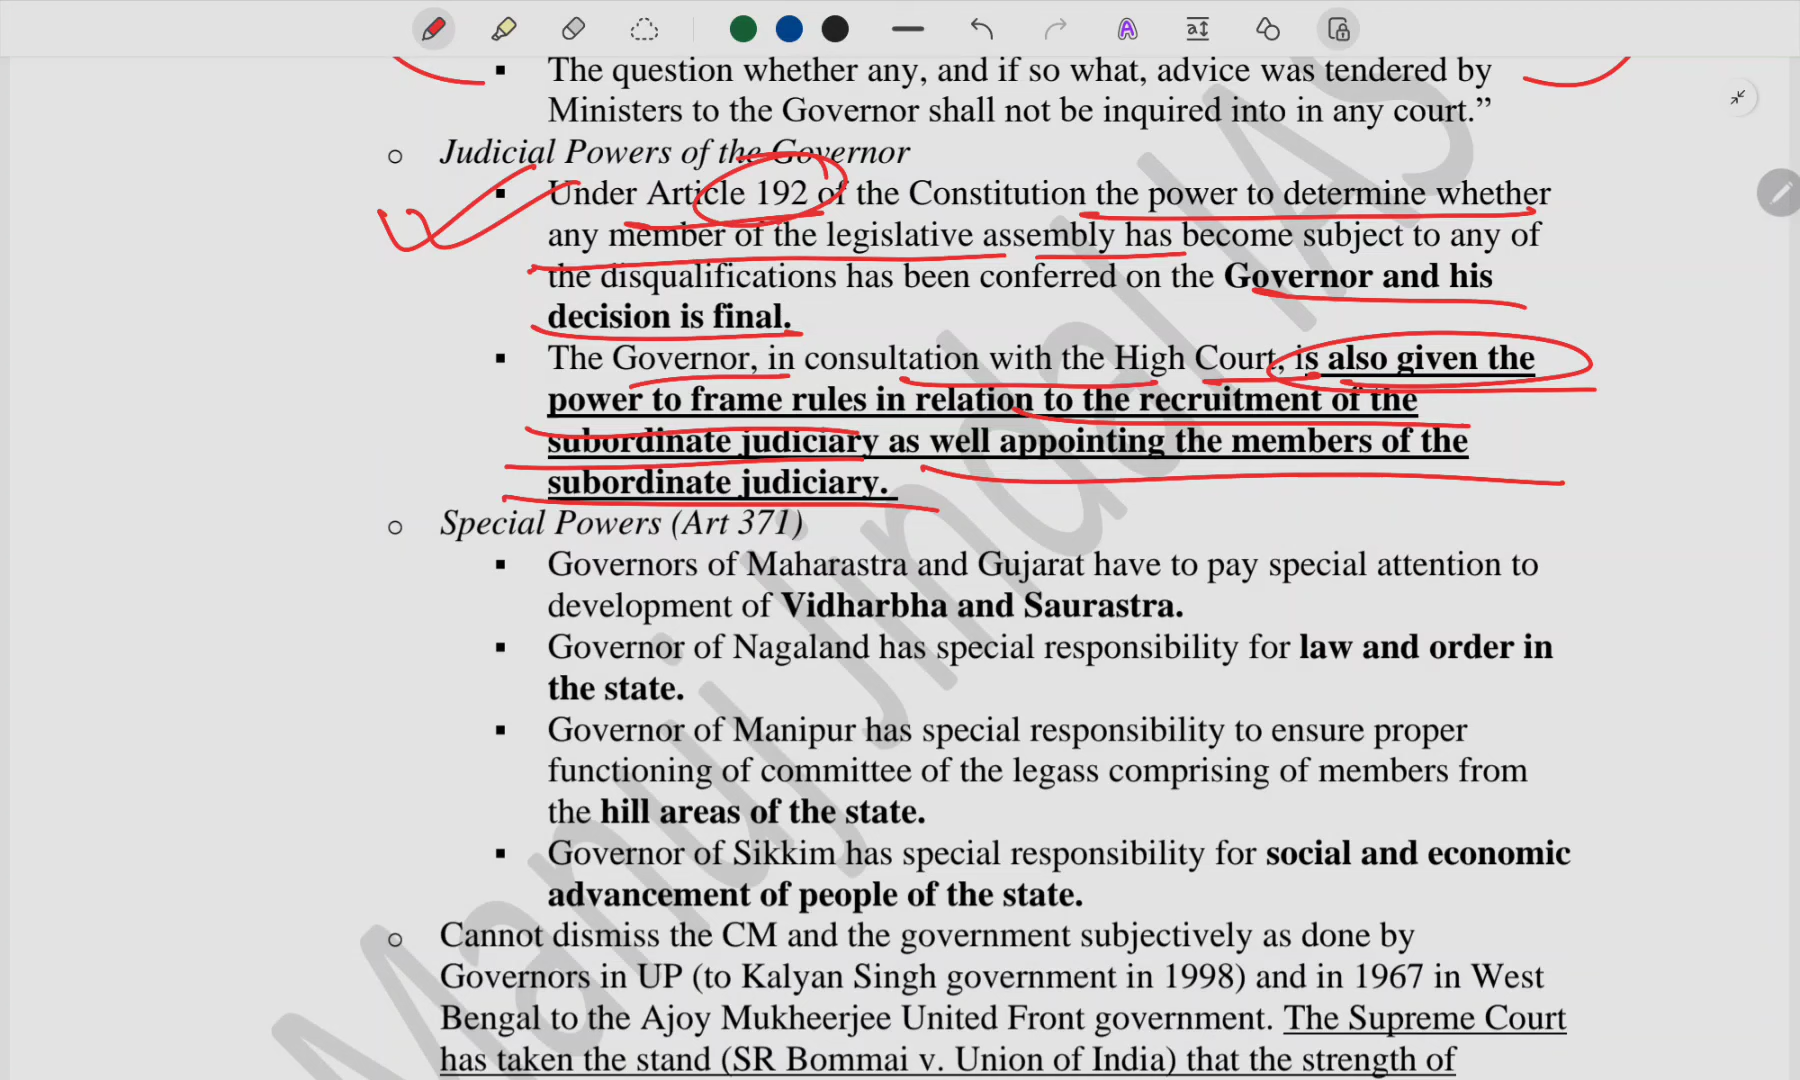 The question whether any, and if so what, advice was tendered by
Ministers to the Governor shall not be inquired into in any court.”
Judicial Powers of the Governor
Under Article 192 of the Constitution the power to determine whether
any member of the legislative assembly has become subject to any of
the disqualifications has been conferred on the Governor and his
decision is final.
The Governor, in consultation with the High Court, is also given the
power to frame rules in relation to the recruitment of the
subordinate judiciary as well appointing the members of the
subordinate judiciary.
Special Powers (Art 371)
Governors of Maharastra and Gujarat have to pay special attention to
development of Vidharbha and Saurastra.
Governor of Nagaland has special responsibility for law and order in
the state.
Governor of Manipur has special responsibility to ensure proper
functioning of committee of the legass comprising of members from
the hill areas of the state.
Governor of Sikkim has special responsibility for social and economic
advancement of people of the state.
Cannot dismiss the CM and the government subjectively as done by
Governors in UP (to Kalyan Singh government in 1998) and in 1967 in West
Bengal to the Ajoy Mukheerjee United Front government. The Supreme Court
has taken the stand (SR Bommai v. Union of India) that the strength of
Manuj Jindal IAS